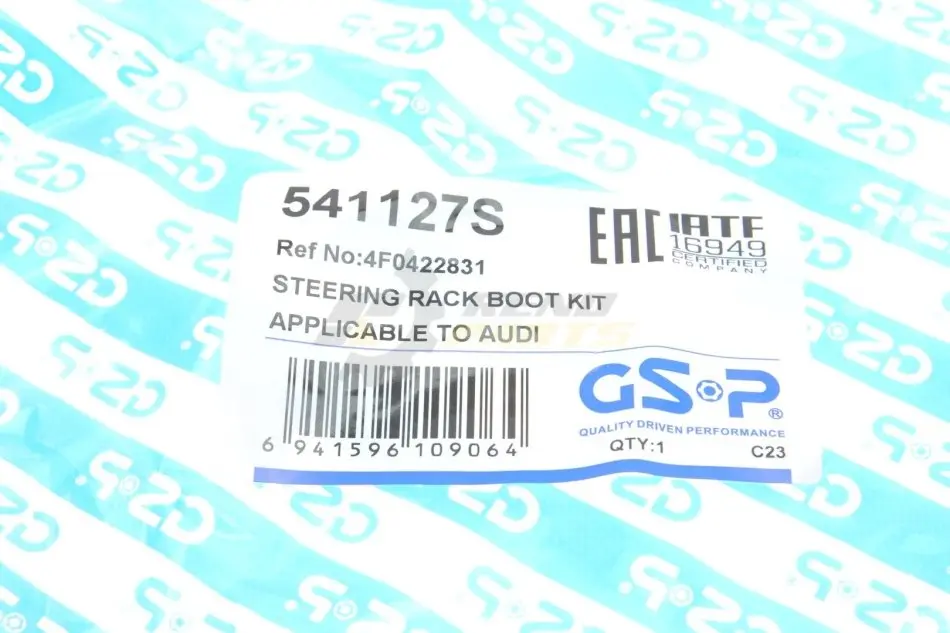 541127S
EAC IATF
16949
CERTIFIED
COMPANY
Ref No:4F0422831
STEERING RACK BOOT KIT
APPLICABLE TO AUDI
6 941596 109064
GSP®
QUALITY DRIVEN PERFORMANCE
QTY:1 C23